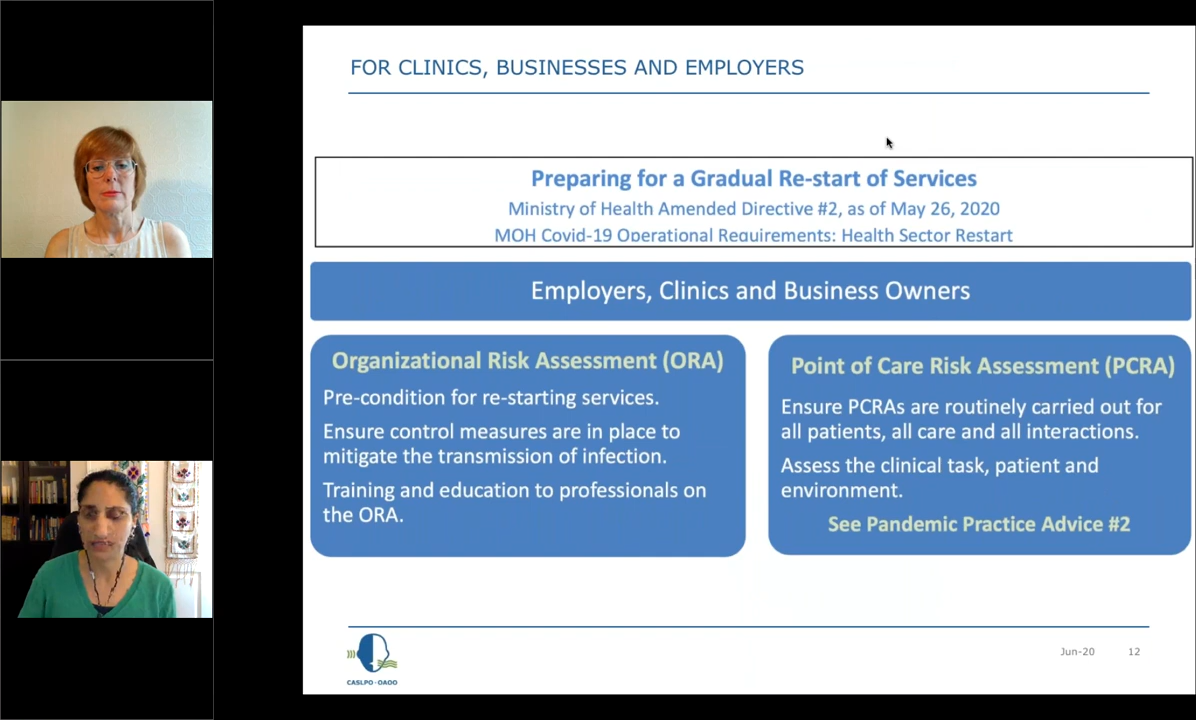 FOR CLINICS, BUSINESSES AND EMPLOYERS
Preparing for a Gradual Re-start of Services
Ministry of Health Amended Directive #2, as of May 26, 2020
MOH Covid-19 Operational Requirements: Health Sector Restart
Employers, Clinics and Business Owners
Organizational Risk Assessment (ORA)
Pre-condition for re-starting services.
Ensure control measures are in place to
mitigate the transmission of infection.
Training and education to professionals on
the ORA.
Point of Care Risk Assessment (PCRA)
Ensure PCRAs are routinely carried out for
all patients, all care and all interactions.
Assess the clinical task, patient and
environment.
See Pandemic Practice Advice #2
CASLPO•OAOO
Jun-20 12